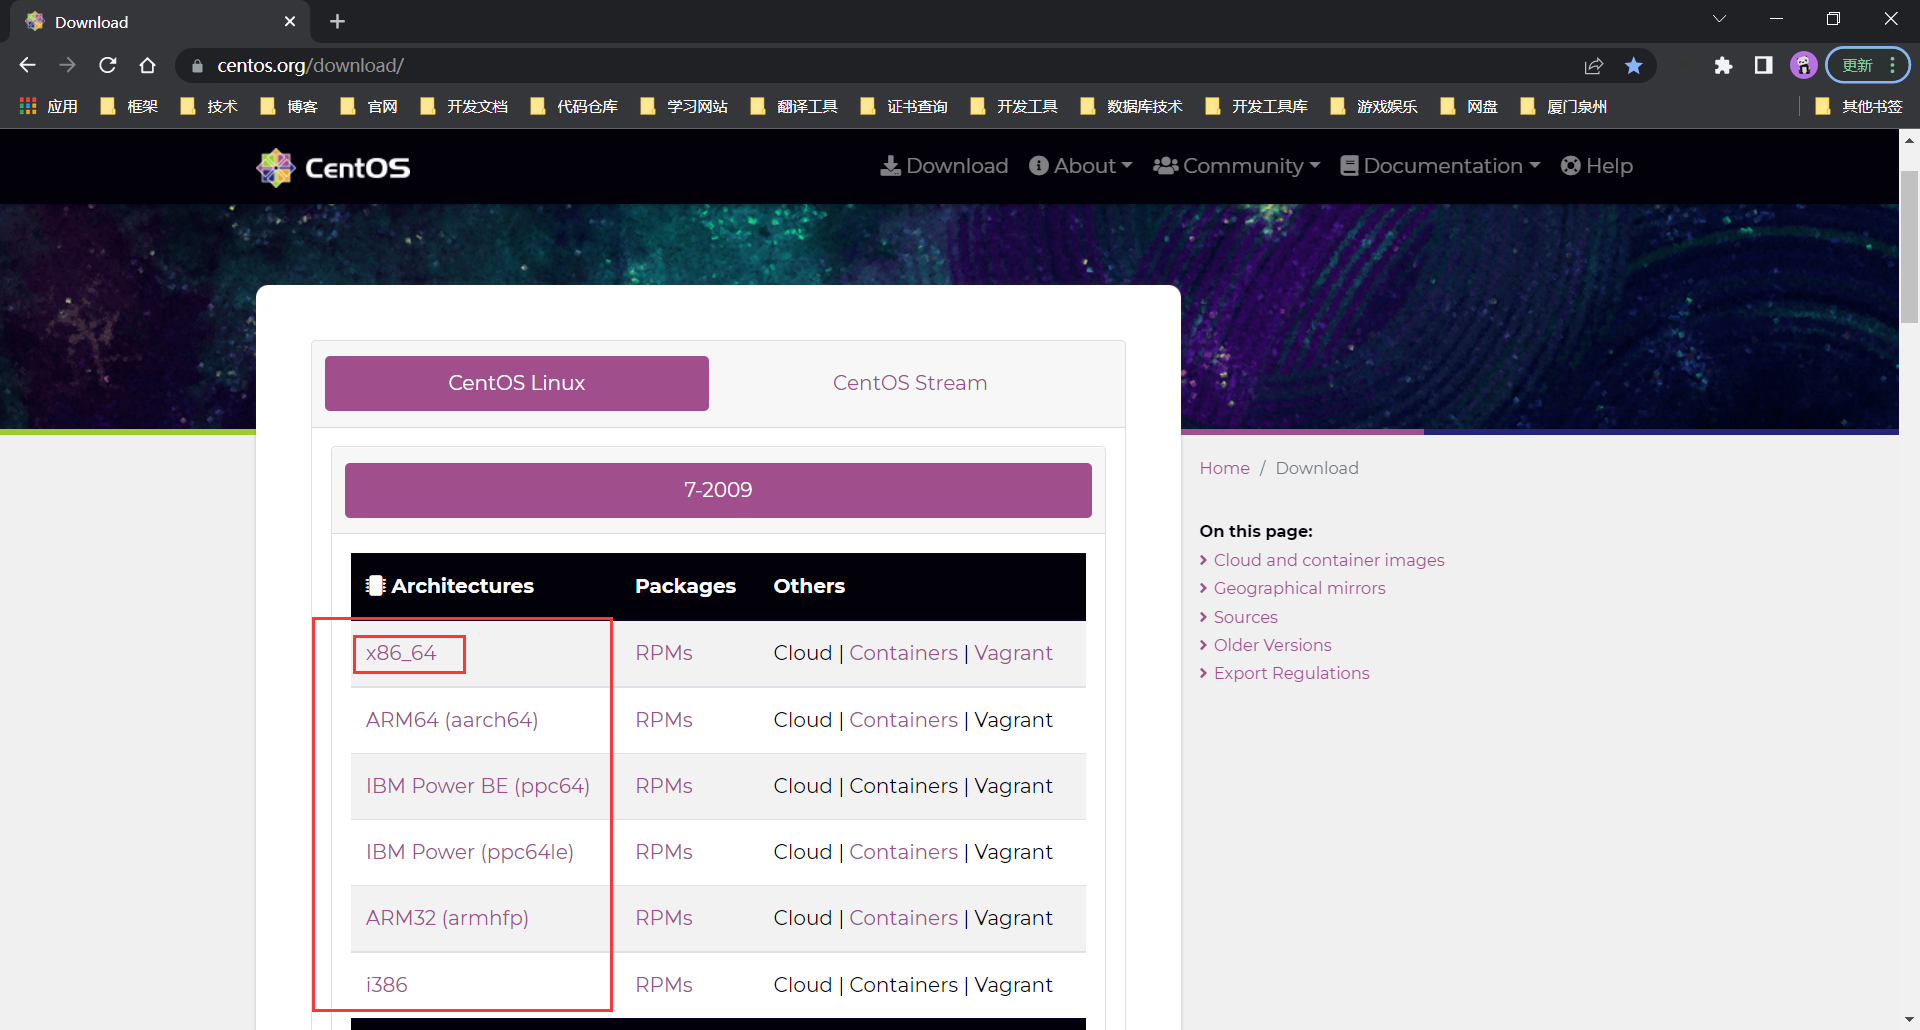 Download
centos.org/download/
更新
应用 框架 技术 博客 官网 开发文档 代码仓库 学习网站 翻译工具 证书查询 开发工具 数据库技术 开发工具库 游戏娱乐 网盘 厦门泉州 其他书签
CentOS Download About Community Documentation Help
CentOS Linux CentOS Stream
7-2009
Home / Download
On this page:
Cloud and container images
Geographical mirrors
Sources
Older Versions
Export Regulations
Architectures Packages Others
x86_64 RPMs Cloud | Containers | Vagrant
ARM64 (aarch64) RPMs Cloud | Containers | Vagrant
IBM Power BE (ppc64) RPMs Cloud | Containers | Vagrant
IBM Power (ppc64le) RPMs Cloud | Containers | Vagrant
ARM32 (armhfp) RPMs Cloud | Containers | Vagrant
i386 RPMs Cloud | Containers | Vagrant